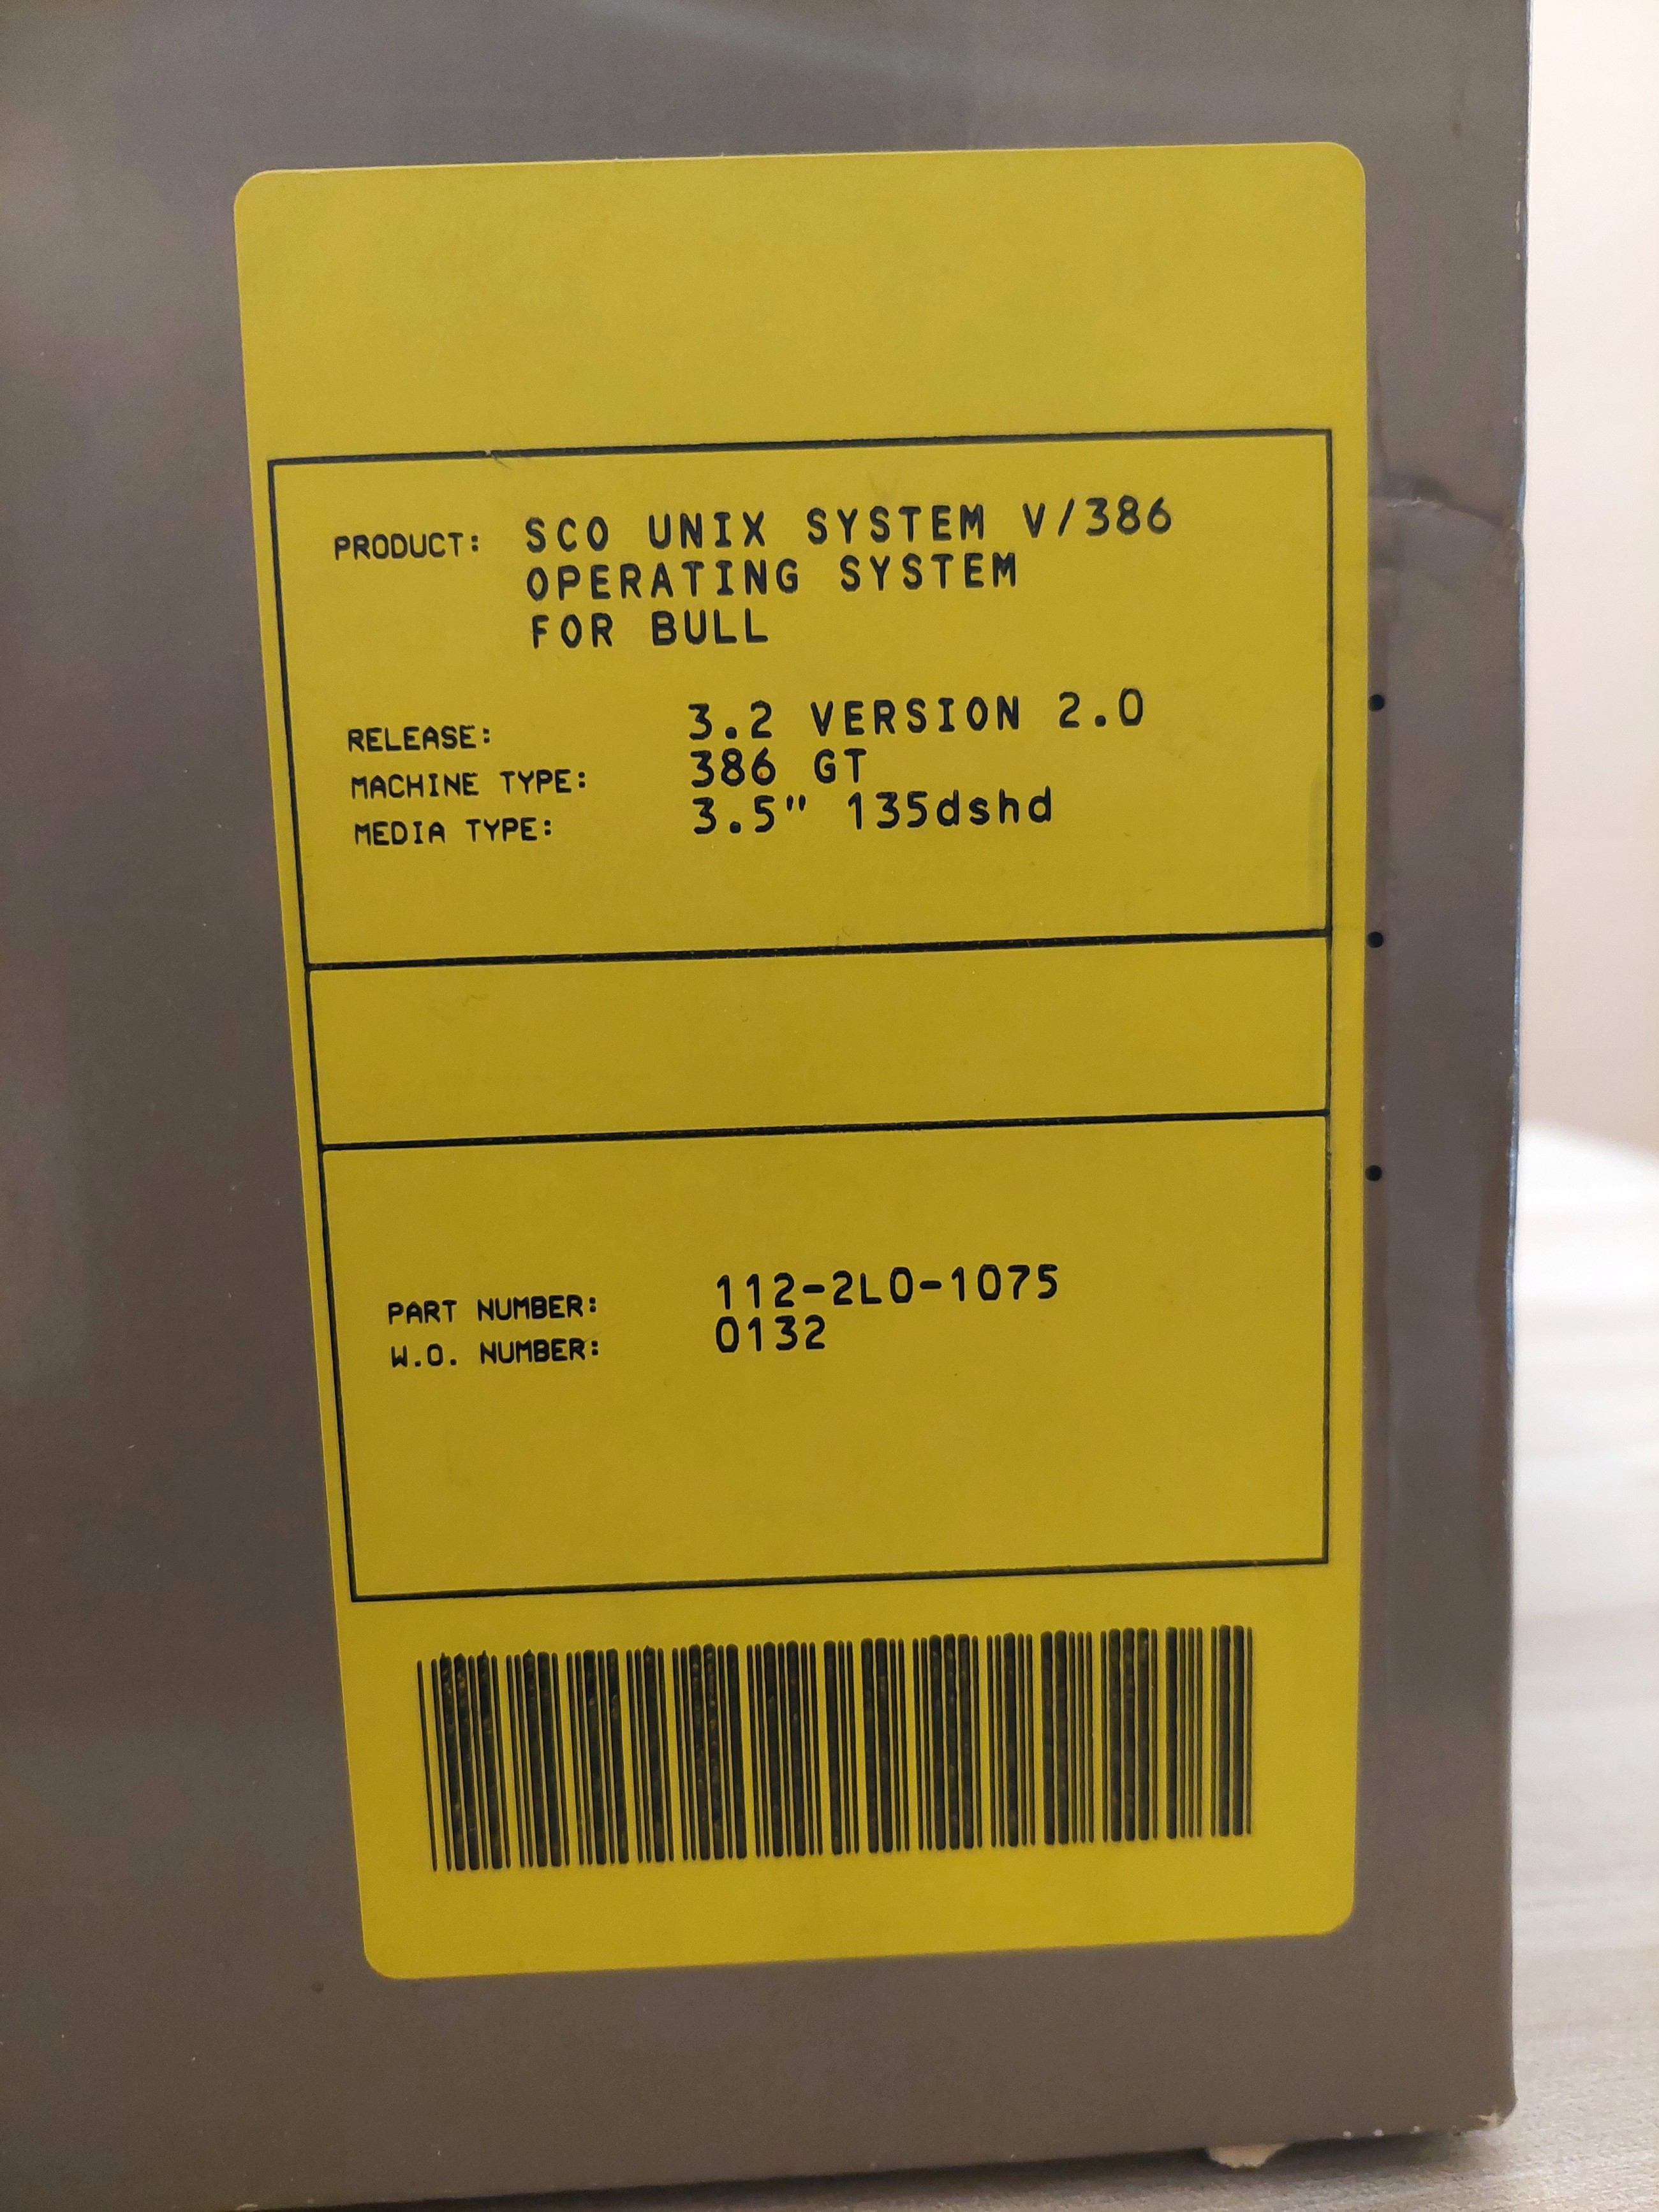 PRODUCT: SCO UNIX SYSTEM V/386
OPERATING SYSTEM
FOR BULL
RELEASE: 3.2 VERSION 2.0
MACHINE TYPE: 386 GT
MEDIA TYPE: 3.5" 135dshd
PART NUMBER: 112-2L0-1075
W.O. NUMBER: 0132